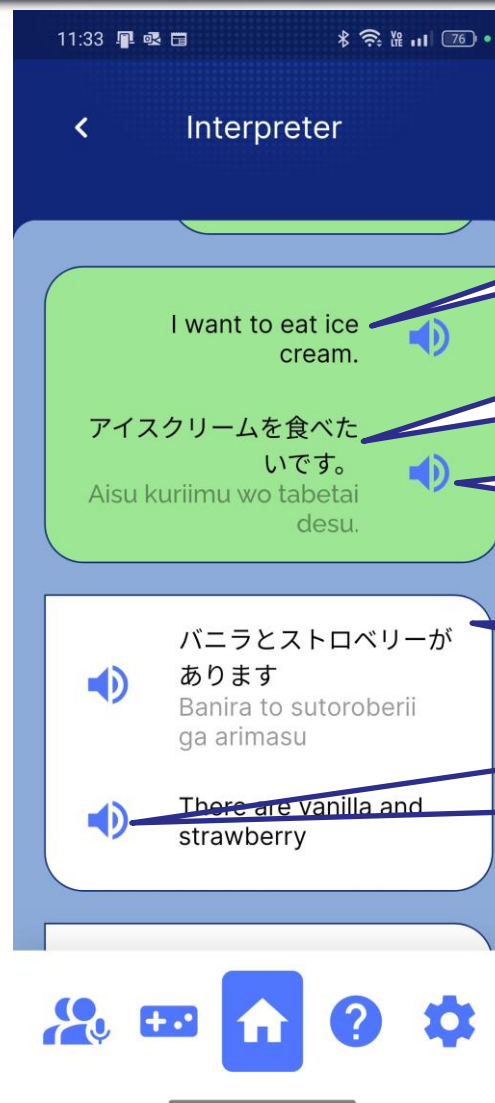 11:33
VO LTE 76
Interpreter
I want to eat ice
cream.
アイスクリームを食べた
いです。
Aisu kuriimu wo tabetai
desu.
バニラとストロベリーが
あります
Banira to sutoroberii
ga arimasu
There are vanilla and
strawberry